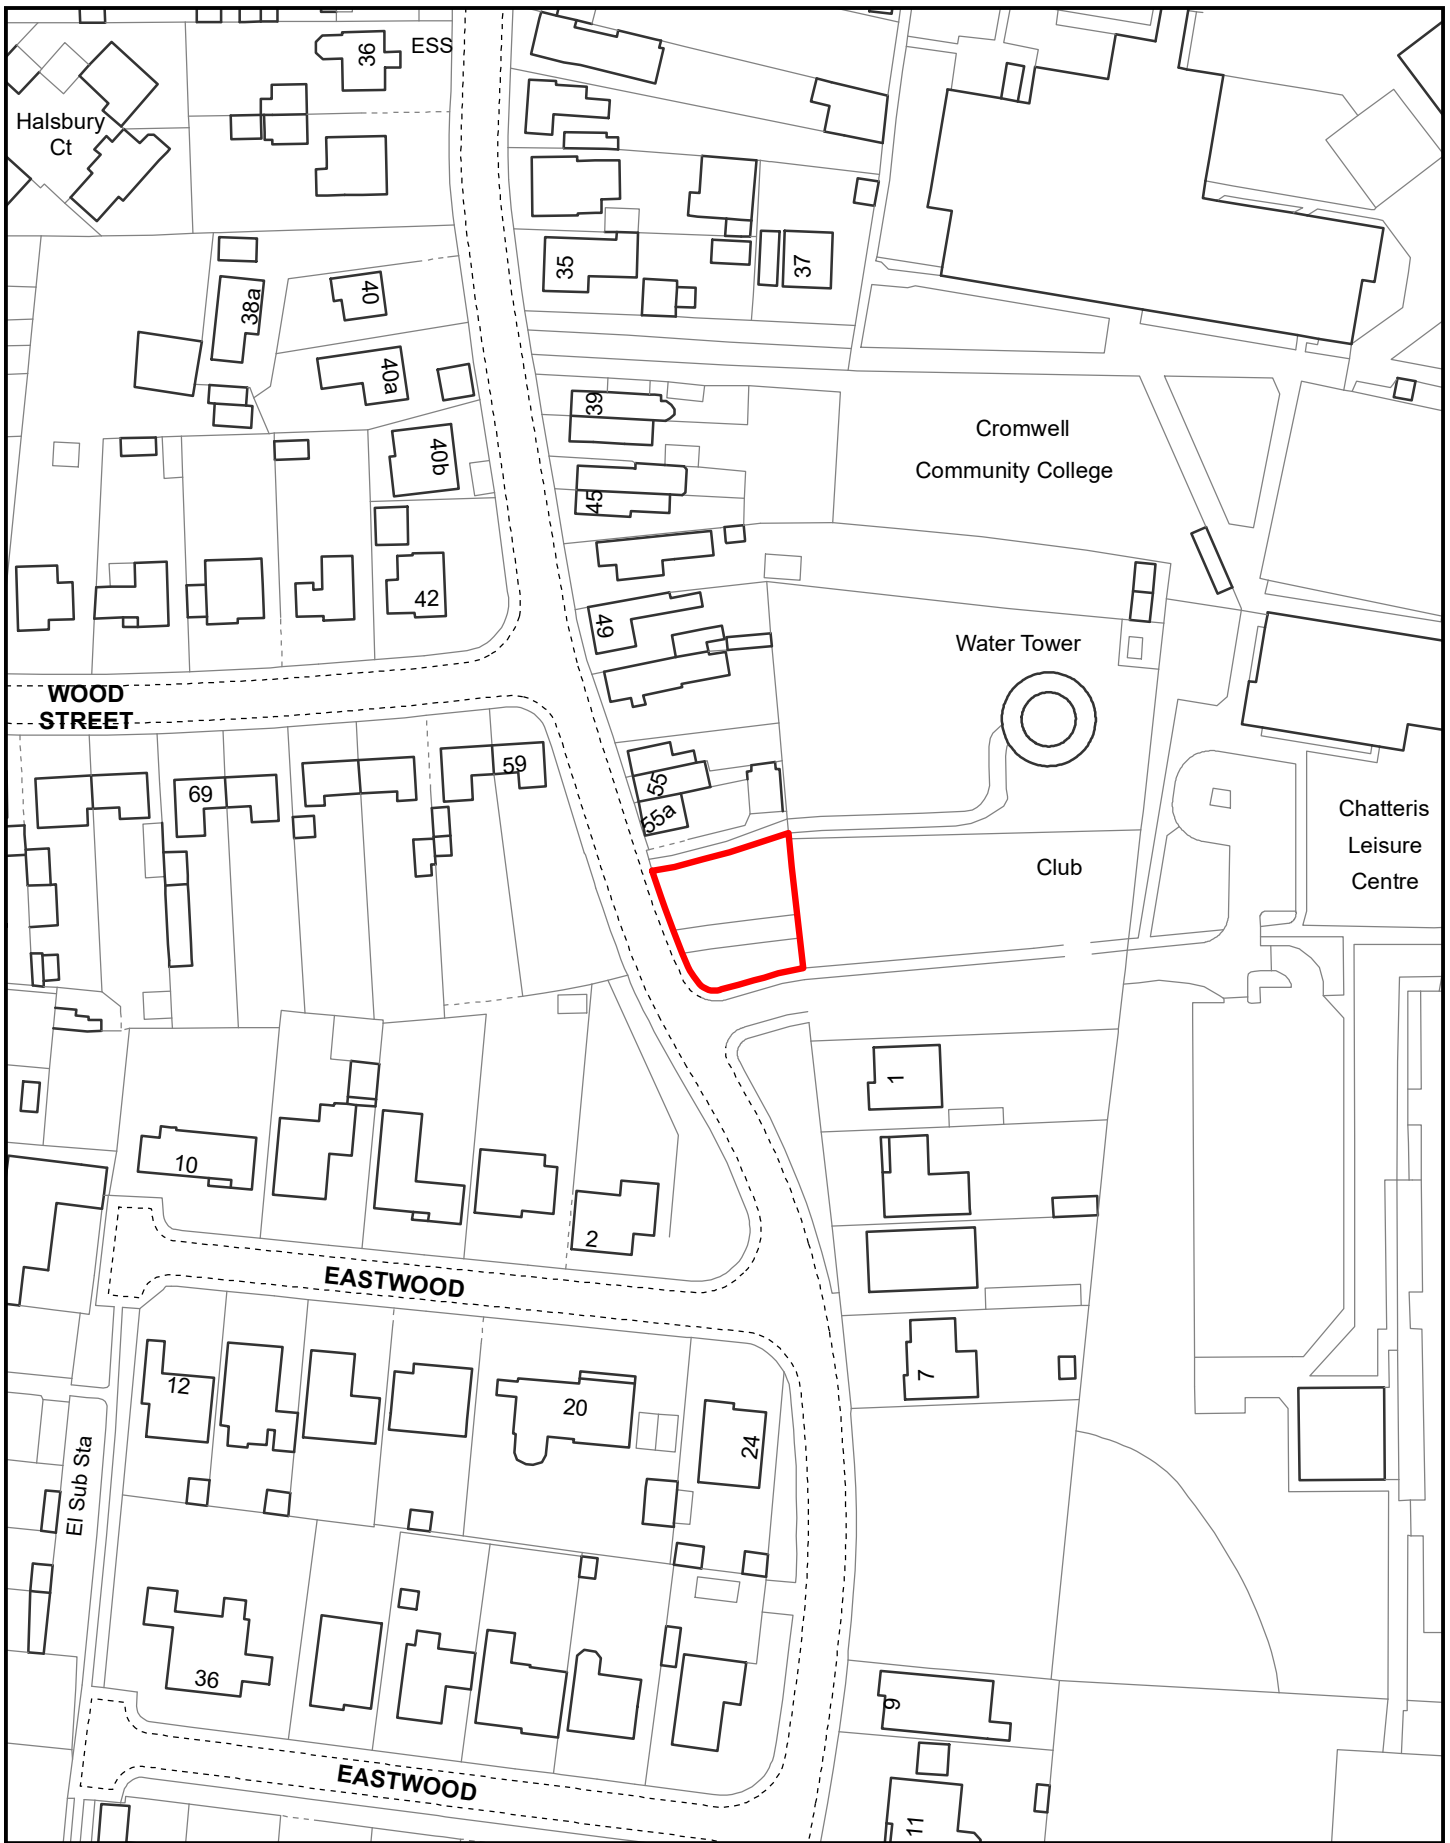 36
ESS
Halsbury
Ct
35
37
38a
40
40a
39
Cromwell
Community College
40b
45
42
49
Water Tower
WOOD
STREET
59
69
55
55a
Chatteris
Leisure
Centre
Club
1
10
2
EASTWOOD
12
20
7
24
El Sub Sta
36
9
EASTWOOD
11